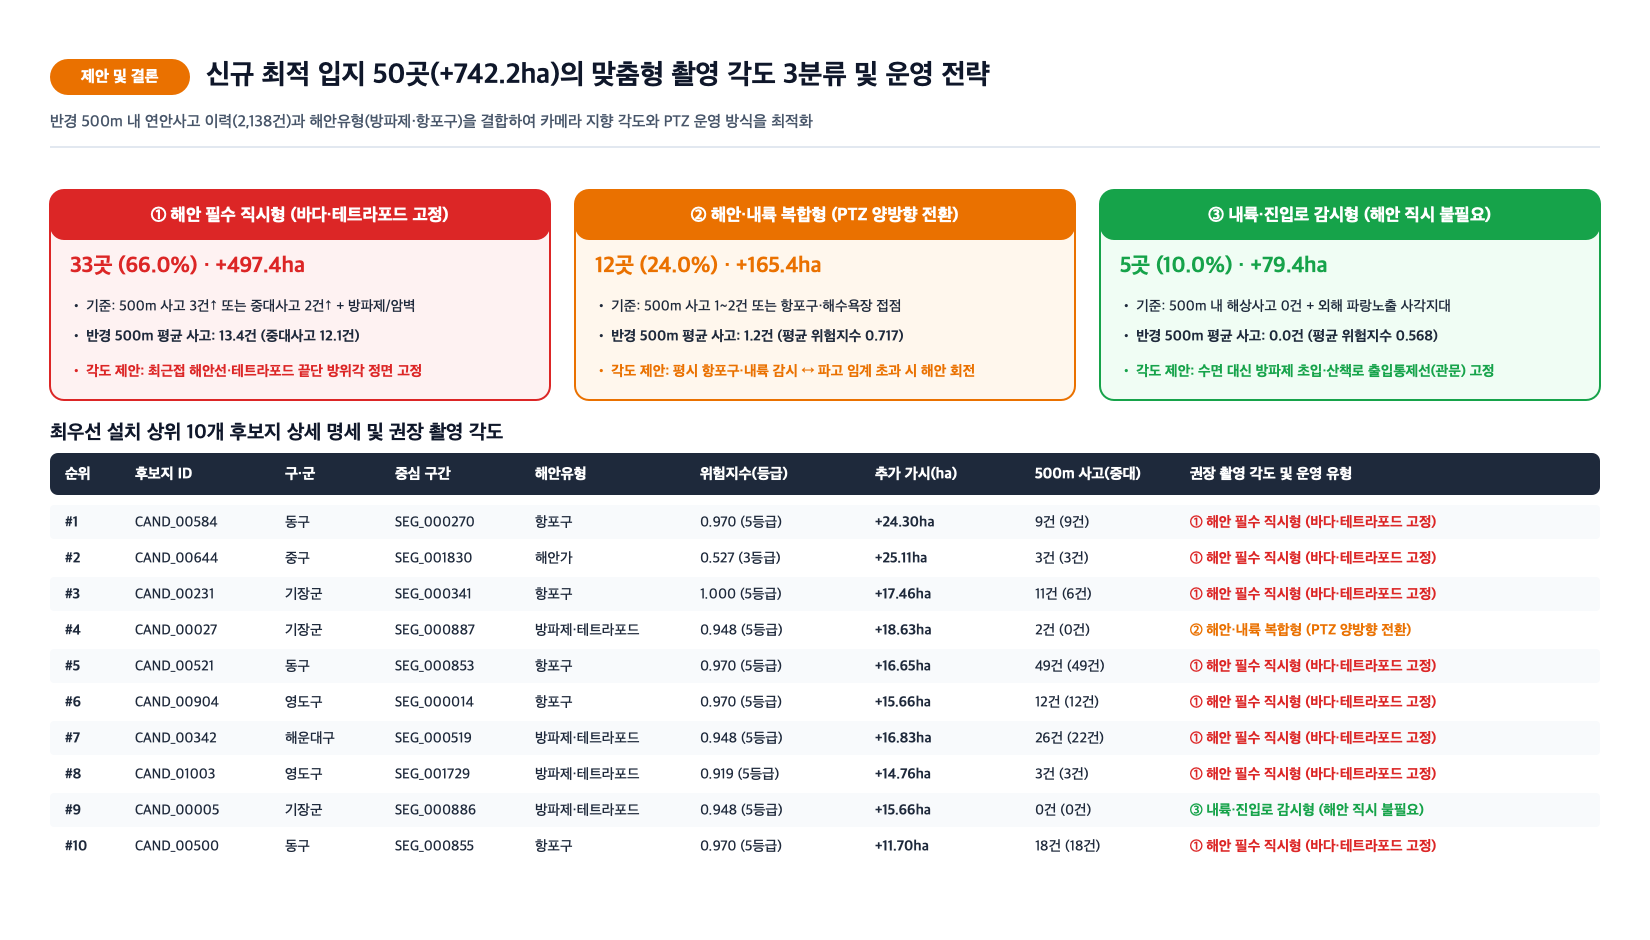 제안 및 결론
신규 최적 입지 50곳(+742.2ha)의 맞춤형 촬영 각도 3분류 및 운영 전략
반경 500m 내 연안사고 이력(2,138건)과 해안유형(방파제·항포구)을 결합하여 카메라 지향 각도와 PTZ 운영 방식을 최적화
① 해안 필수 직시형 (바다·테트라포드 고정)
33곳 (66.0%) · +497.4ha
• 기준: 500m 사고 3건↑ 또는 중대사고 2건↑ + 방파제/암벽
• 반경 500m 평균 사고: 13.4건 (중대사고 12.1건)
• 각도 제안: 최근접 해안선·테트라포드 끝단 방위각 정면 고정
② 해안·내륙 복합형 (PTZ 양방향 전환)
12곳 (24.0%) · +165.4ha
• 기준: 500m 사고 1~2건 또는 항포구·해수욕장 접점
• 반경 500m 평균 사고: 1.2건 (평균 위험지수 0.717)
• 각도 제안: 평시 항포구·내륙 감시 ↔ 파고 임계 초과 시 해안 회전
③ 내륙·진입로 감시형 (해안 직시 불필요)
5곳 (10.0%) · +79.4ha
• 기준: 500m 내 해상사고 0건 + 외해 파랑노출 사각지대
• 반경 500m 평균 사고: 0.0건 (평균 위험지수 0.568)
• 각도 제안: 수면 대신 방파제 초입·산책로 출입통제선(관문) 고정
최우선 설치 상위 10개 후보지 상세 명세 및 권장 촬영 각도
순위 후보지 ID 구·군 중심 구간 해안유형 위험지수(등급) 추가 가시(ha) 500m 사고(중대) 권장 촬영 각도 및 운영 유형
#1 CAND_00584 동구 SEG_000270 항포구 0.970 (5등급) +24.30ha 9건 (9건) ① 해안 필수 직시형 (바다·테트라포드 고정)
#2 CAND_00644 중구 SEG_001830 해안가 0.527 (3등급) +25.11ha 3건 (3건) ① 해안 필수 직시형 (바다·테트라포드 고정)
#3 CAND_00231 기장군 SEG_000341 항포구 1.000 (5등급) +17.46ha 11건 (6건) ① 해안 필수 직시형 (바다·테트라포드 고정)
#4 CAND_00027 기장군 SEG_000887 방파제·테트라포드 0.948 (5등급) +18.63ha 2건 (0건) ② 해안·내륙 복합형 (PTZ 양방향 전환)
#5 CAND_00521 동구 SEG_000853 항포구 0.970 (5등급) +16.65ha 49건 (49건) ① 해안 필수 직시형 (바다·테트라포드 고정)
#6 CAND_00904 영도구 SEG_000014 항포구 0.970 (5등급) +15.66ha 12건 (12건) ① 해안 필수 직시형 (바다·테트라포드 고정)
#7 CAND_00342 해운대구 SEG_000519 방파제·테트라포드 0.948 (5등급) +16.83ha 26건 (22건) ① 해안 필수 직시형 (바다·테트라포드 고정)
#8 CAND_01003 영도구 SEG_001729 방파제·테트라포드 0.919 (5등급) +14.76ha 3건 (3건) ① 해안 필수 직시형 (바다·테트라포드 고정)
#9 CAND_00005 기장군 SEG_000886 방파제·테트라포드 0.948 (5등급) +15.66ha 0건 (0건) ③ 내륙·진입로 감시형 (해안 직시 불필요)
#10 CAND_00500 동구 SEG_000855 항포구 0.970 (5등급) +11.70ha 18건 (18건) ① 해안 필수 직시형 (바다·테트라포드 고정)